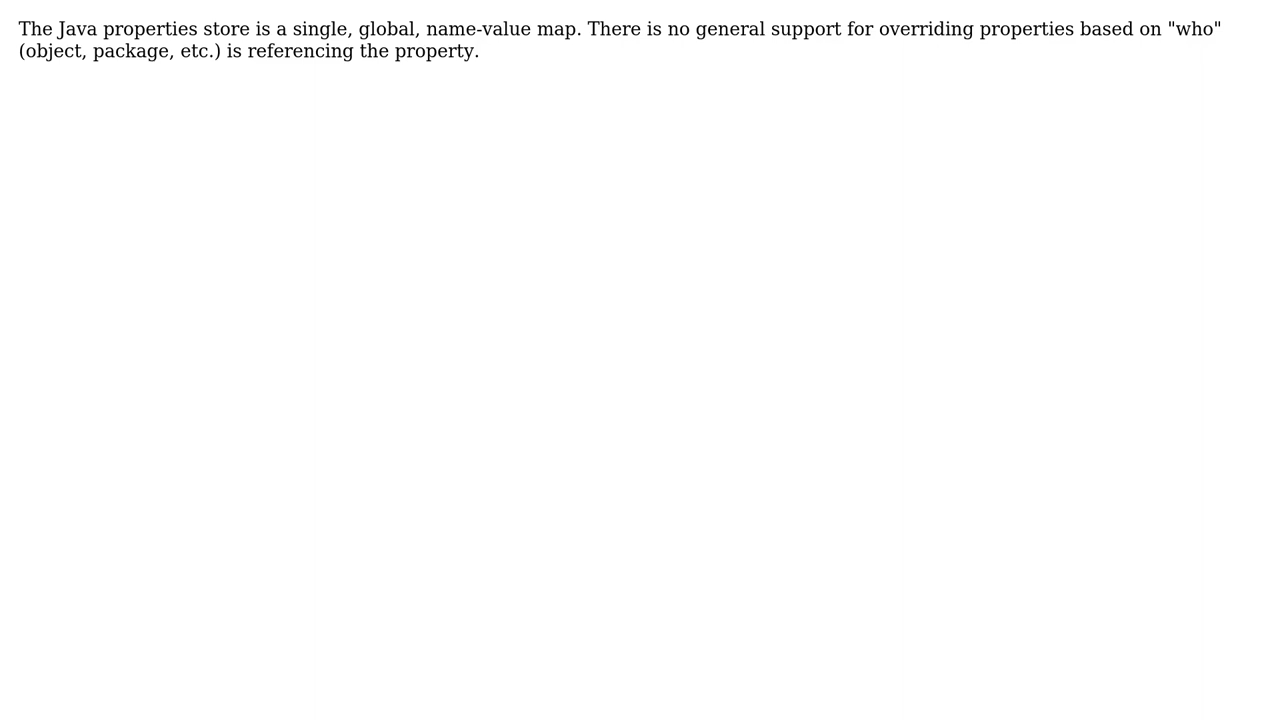 The Java properties store is a single, global, name-value map. There is no general support for overriding properties based on "who"
(object, package, etc.) is referencing the property.